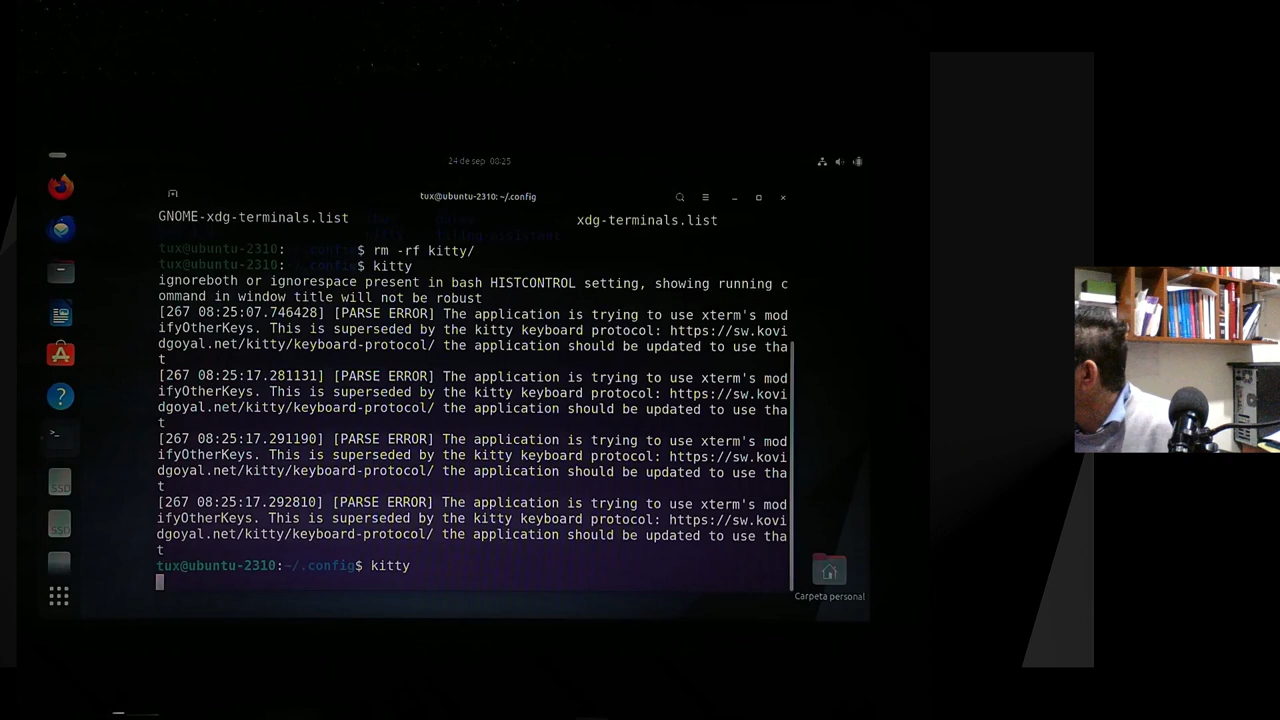 24 de sep 08:25
tux@ubuntu-2310: ~/.config
GNOME-xdg-terminals.list xdg-terminals.list
tux@ubuntu-2310:~/.config$ rm -rf kitty/
tux@ubuntu-2310:~/.config$ kitty
ignoreboth or ignorespace present in bash HISTCONTROL setting, showing running c
ommand in window title will not be robust
[267 08:25:07.746428] [PARSE ERROR] The application is trying to use xterm's mod
ifyOtherKeys. This is superseded by the kitty keyboard protocol: https://sw.kovi
dgoyal.net/kitty/keyboard-protocol/ the application should be updated to use tha
t
[267 08:25:17.281131] [PARSE ERROR] The application is trying to use xterm's mod
ifyOtherKeys. This is superseded by the kitty keyboard protocol: https://sw.kovi
dgoyal.net/kitty/keyboard-protocol/ the application should be updated to use tha
t
[267 08:25:17.291190] [PARSE ERROR] The application is trying to use xterm's mod
ifyOtherKeys. This is superseded by the kitty keyboard protocol: https://sw.kovi
dgoyal.net/kitty/keyboard-protocol/ the application should be updated to use tha
t
[267 08:25:17.292810] [PARSE ERROR] The application is trying to use xterm's mod
ifyOtherKeys. This is superseded by the kitty keyboard protocol: https://sw.kovi
dgoyal.net/kitty/keyboard-protocol/ the application should be updated to use tha
t
tux@ubuntu-2310:~/.config$ kitty
SSD
SSD
Carpeta personal